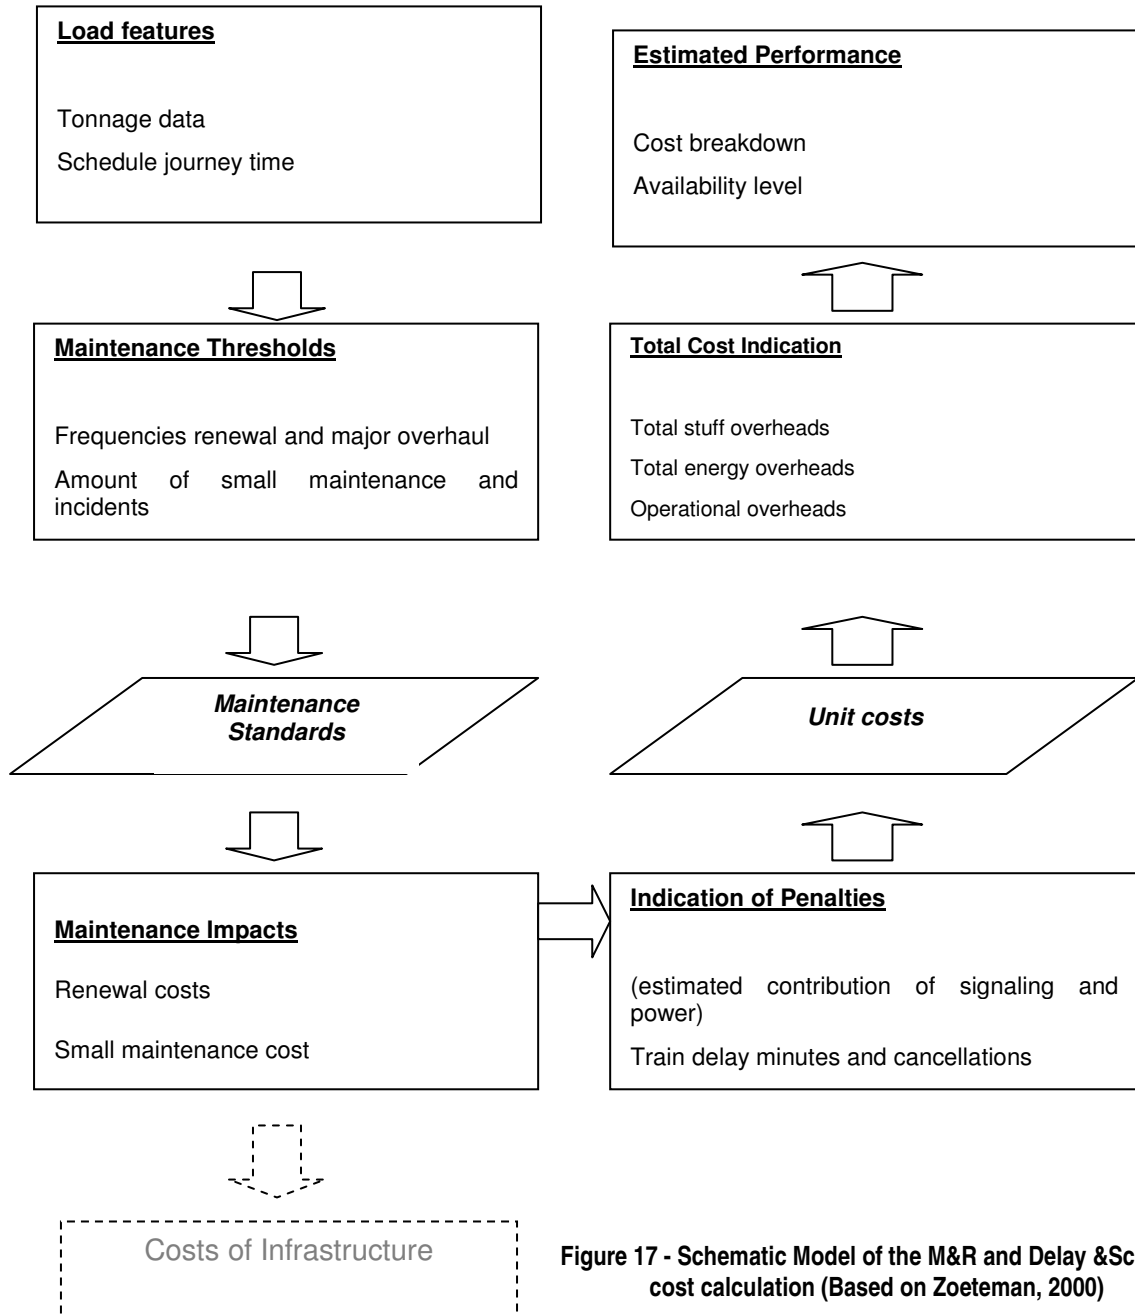 Load features
Tonnage data
Schedule journey time
Maintenance Thresholds
Frequencies renewal and major overhaul
Amount of small maintenance and
incidents
Maintenance
Standards
Maintenance Impacts
Renewal costs
Small maintenance cost
Costs of Infrastructure
Estimated Performance
Cost breakdown
Availability level
Total Cost Indication
Total stuff overheads
Total energy overheads
Operational overheads
Unit costs
Indication of Penalties
(estimated contribution of signaling and
power)
Train delay minutes and cancellations
Figure 17 - Schematic Model of the M&R and Delay &Sc
cost calculation (Based on Zoeteman, 2000)